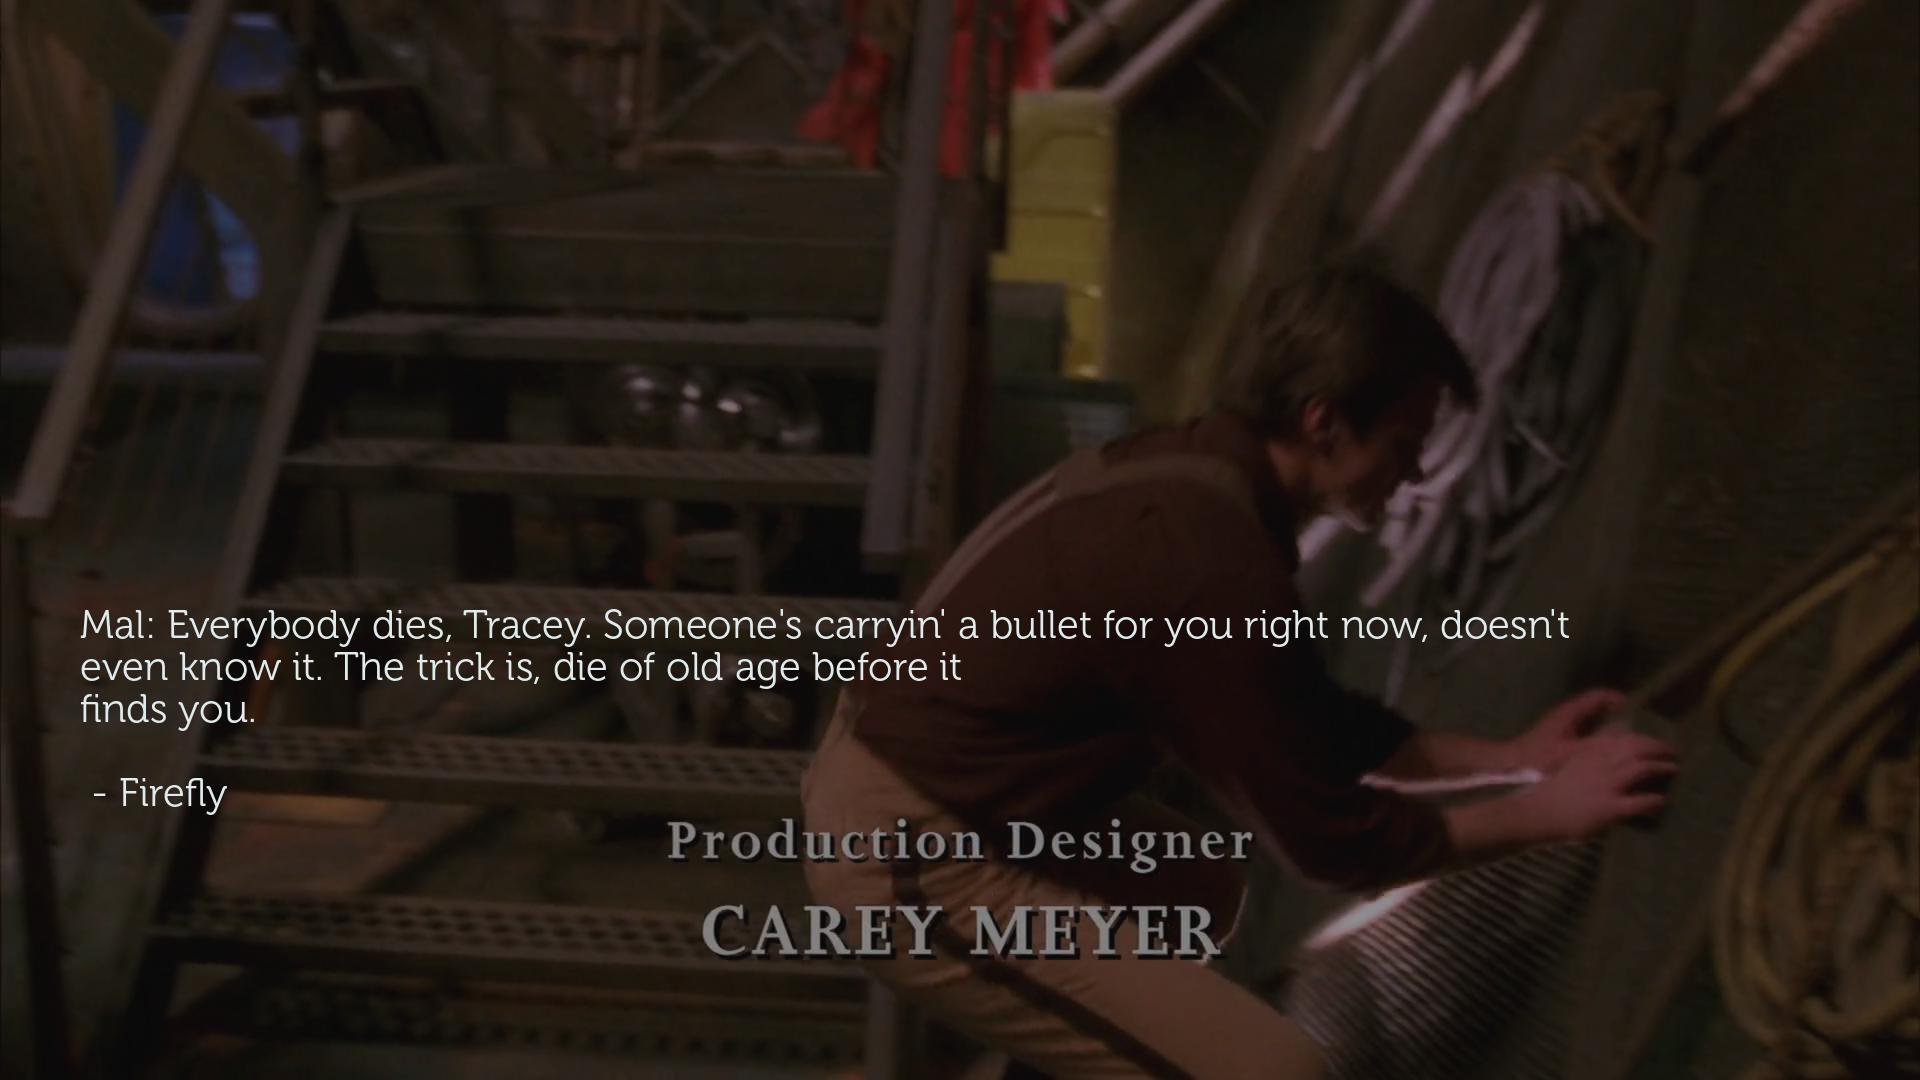 Mal: Everybody dies, Tracey. Someone's carryin' a bullet for you right now, doesn't
even know it. The trick is, die of old age before it
finds you.
- Firefly
Production Designer
CAREY MEYER